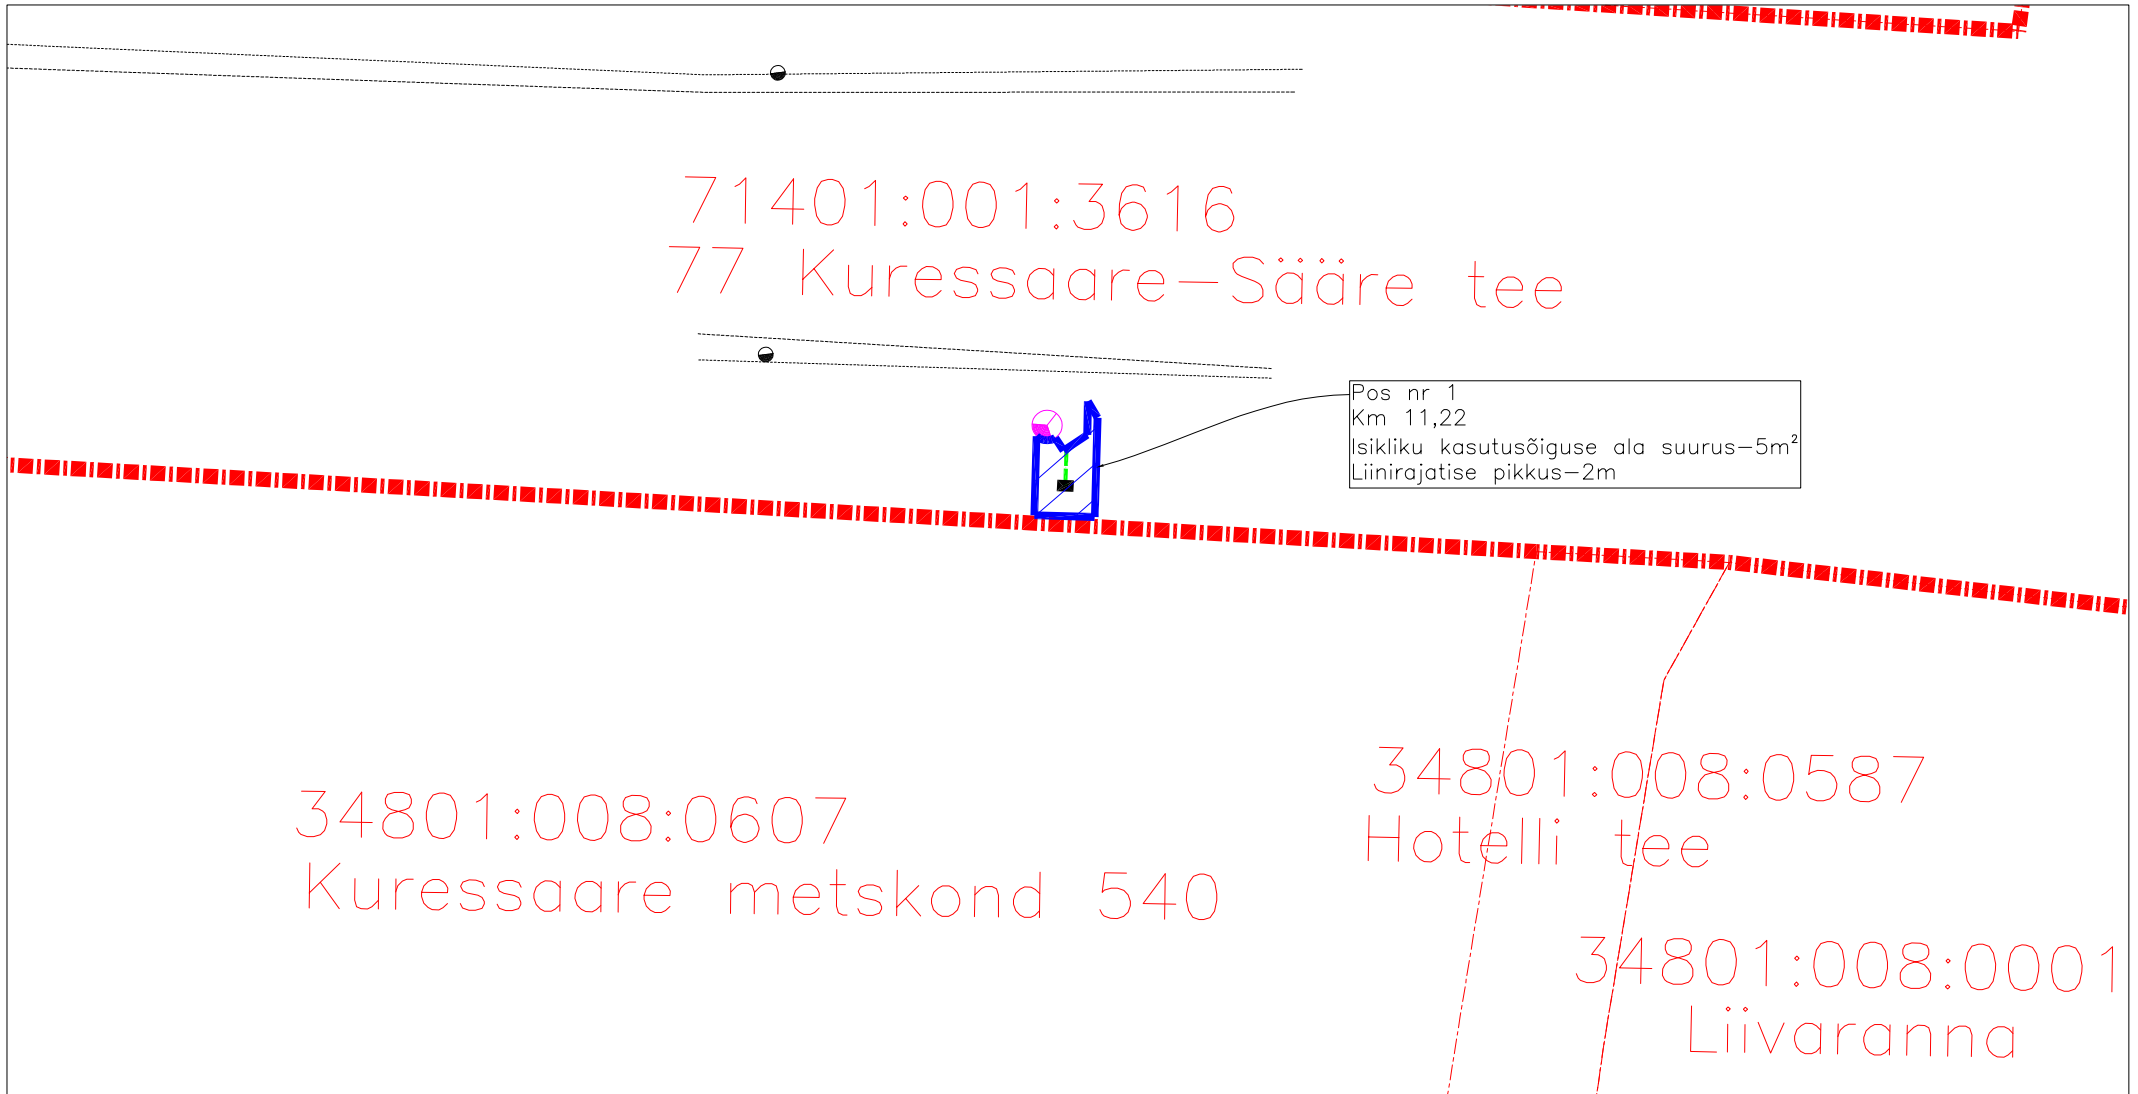 71401:001:3616
77 Kuressaare-Sääre tee
Pos nr 1
Km 11,22
Isikliku kasutusõiguse ala suurus-5m²
Liinirajatise pikkus-2m
34801:008:0607
Kuressaare metskond 540
34801:008:0587
Hotelli tee
34801:008:0001
Liivaranna